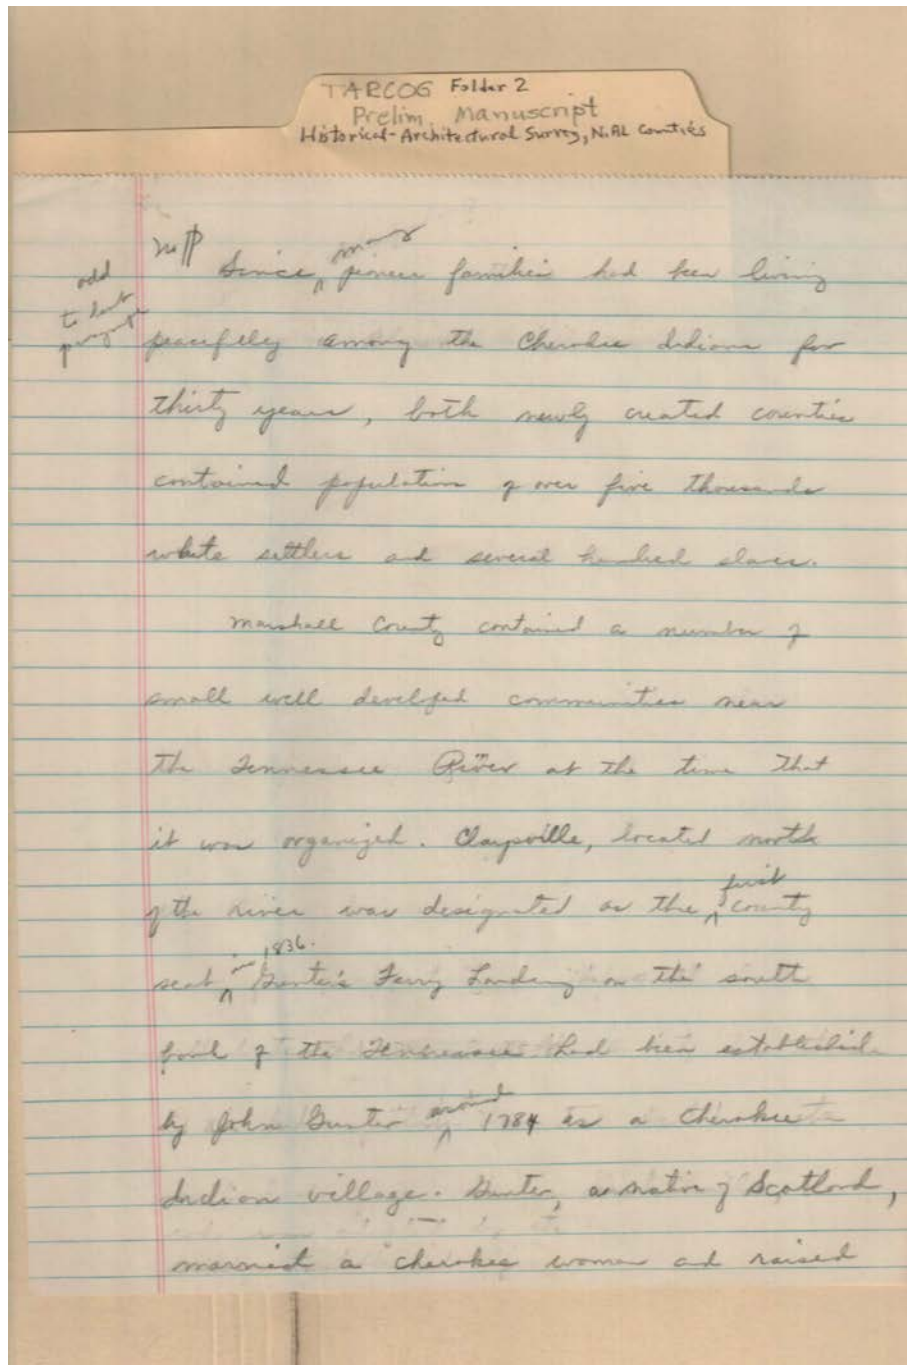 TARCOG Folder 2
Prelim. Manuscript
Historical-Architectural Survey, N. AL Counties
no ¶
many
Since ^ pioneer families had been living
add
to last
peacefully among the Cherokee Indians for
thirty years, both newly created counties
contained population of over five thousands
white settlers and several hundred slaves.
Marshall County contained a number of
small well develped communities near
the Tennessee River at the time that
it was organized. Claysville, located north
first
of the river was designated as the ^ county
in 1836.
seat ^ Gunter's Ferry Landing on the south
bank of the Tennessee had been established
around
by John Gunter ^ 1784 as a Cherokee
Indian village. Gunter, a native of Scotland,
married a Cherokee woman and raised